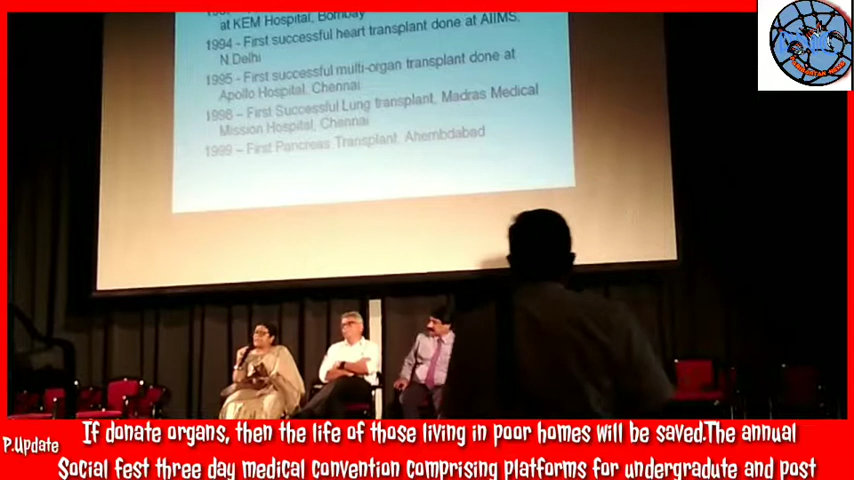 at KEM Hospital, Bombay
1994 - First successful heart transplant done at AIIMS,
N.Delhi
1995 - First successful multi-organ transplant done at
Apollo Hospital, Chennai
1998 – First Successful Lung transplant, Madras Medical
Mission Hospital, Chennai
1999 – First Pancreas Transplant, Ahembdabad
P.Update
If donate organs, then the life of those living in poor homes will be saved.The annual
Social fest three day medical convention comprising platforms for undergradute and post